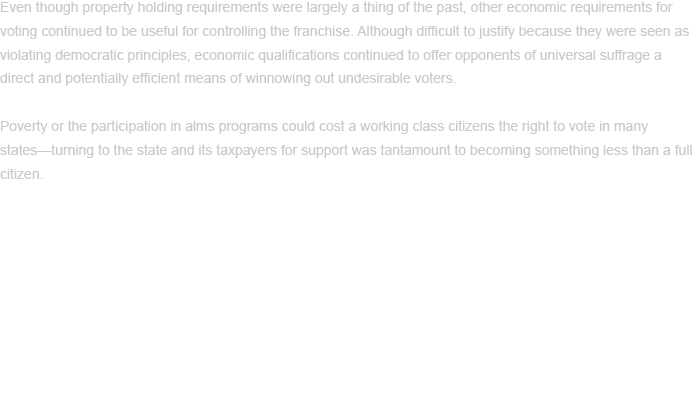 Even though property holding requirements were largely a thing of the past, other economic requirements for
voting continued to be useful for controlling the franchise. Although difficult to justify because they were seen as
violating democratic principles, economic qualifications continued to offer opponents of universal suffrage a
direct and potentially efficient means of winnowing out undesirable voters.
Poverty or the participation in alms programs could cost a working class citizens the right to vote in many
states—turning to the state and its taxpayers for support was tantamount to becoming something less than a full
citizen.